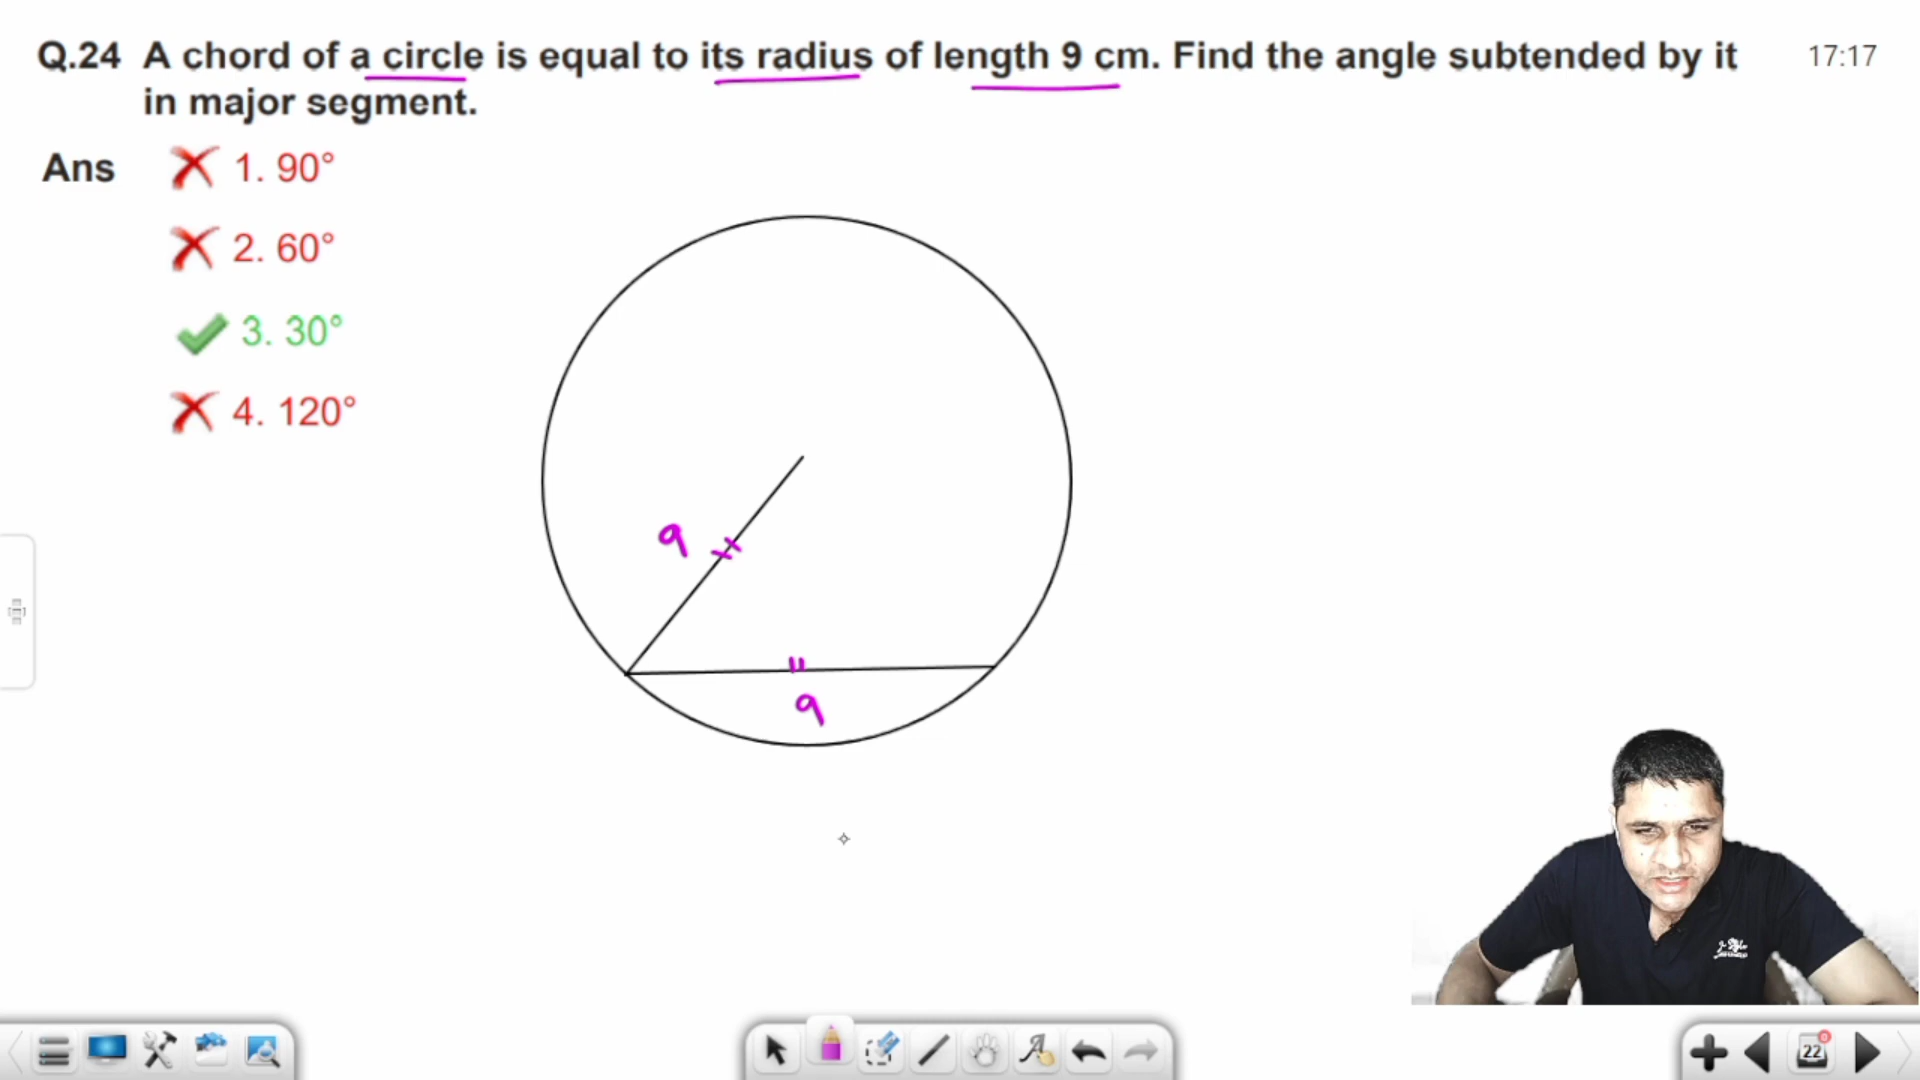 Q.24 A chord of a circle is equal to its radius of length 9 cm. Find the angle subtended by it 17:17
in major segment.
Ans 1. 90°
2. 60°
3. 30°
4. 120°
9
9
22